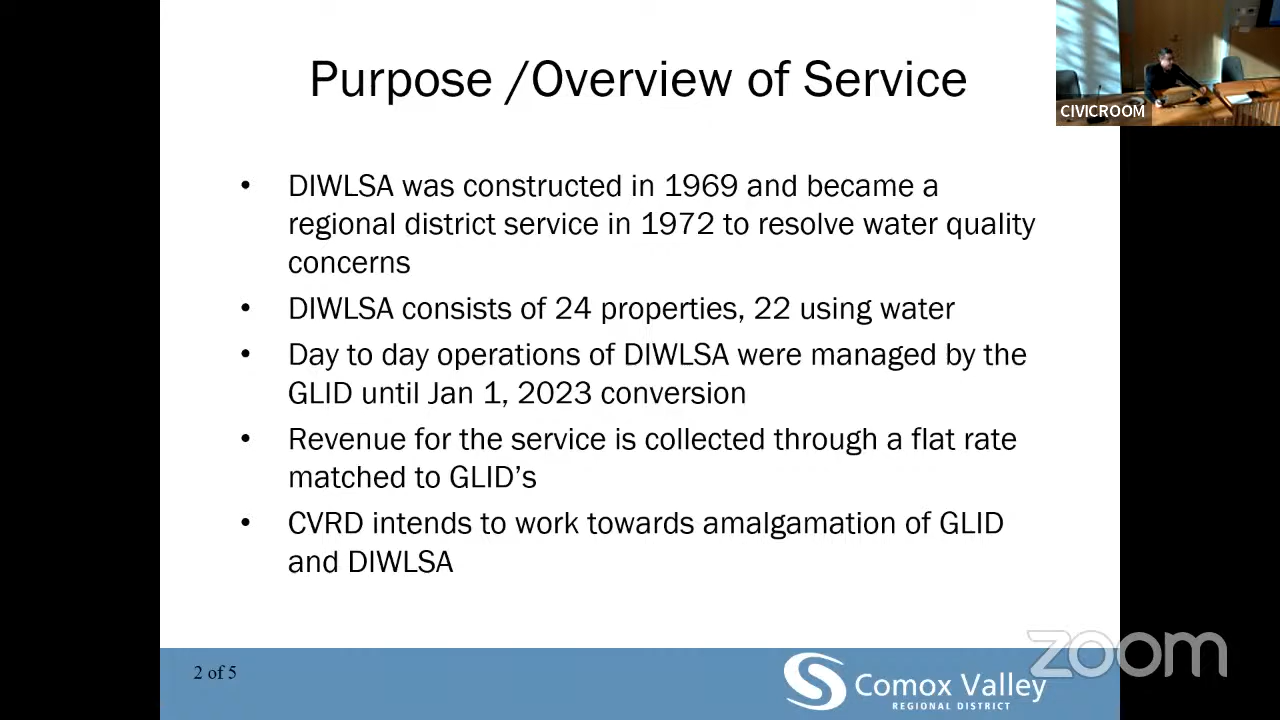 Purpose /Overview of Service
CIVICROOM
• DIWLSA was constructed in 1969 and became a
regional district service in 1972 to resolve water quality
concerns
• DIWLSA consists of 24 properties, 22 using water
• Day to day operations of DIWLSA were managed by the
GLID until Jan 1, 2023 conversion
• Revenue for the service is collected through a flat rate
matched to GLID’s
• CVRD intends to work towards amalgamation of GLID
and DIWLSA
zoom
2 of 5
Comox Valley
REGIONAL DISTRICT